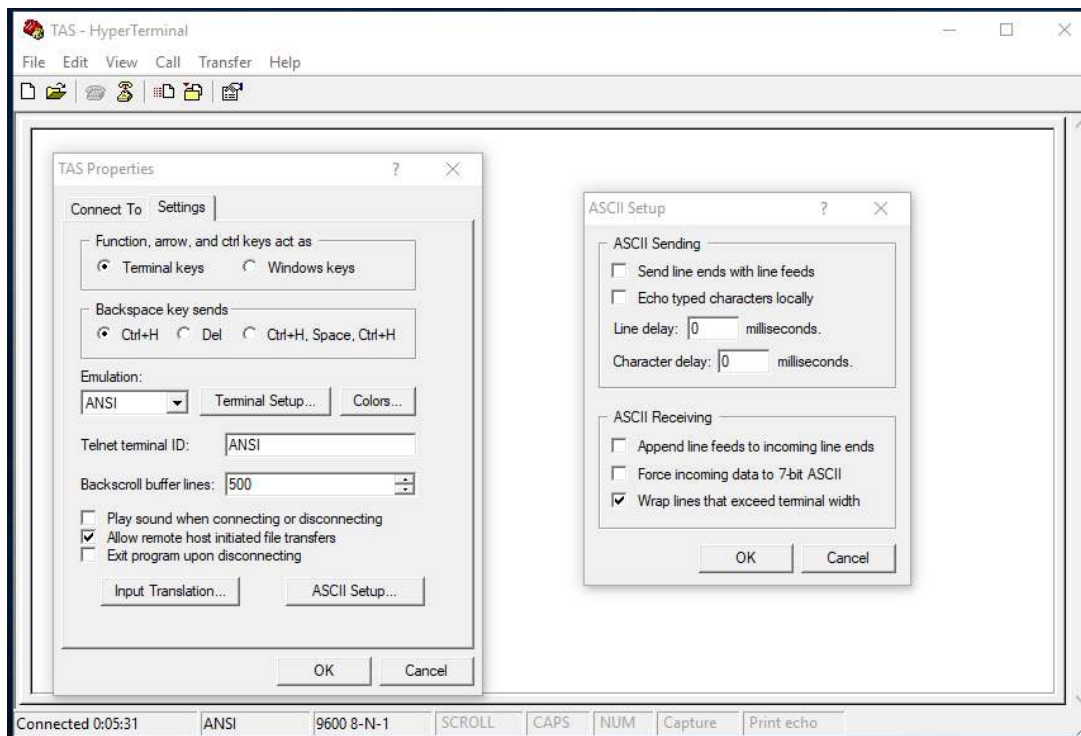 TAS - HyperTerminal
File Edit View Call Transfer Help
TAS Properties ?
Connect To Settings
Function, arrow, and ctrl keys act as
Terminal keys Windows keys
Backspace key sends
Ctrl+H Del Ctrl+H, Space, Ctrl+H
Emulation:
ANSI Terminal Setup... Colors...
Telnet terminal ID: ANSI
Backscroll buffer lines: 500
Play sound when connecting or disconnecting
Allow remote host initiated file transfers
Exit program upon disconnecting
Input Translation... ASCII Setup...
OK Cancel
ASCII Setup ?
ASCII Sending
Send line ends with line feeds
Echo typed characters locally
Line delay: 0 milliseconds.
Character delay: 0 milliseconds.
ASCII Receiving
Append line feeds to incoming line ends
Force incoming data to 7-bit ASCII
Wrap lines that exceed terminal width
OK Cancel
Connected 0:05:31 ANSI 9600 8-N-1 SCROLL CAPS NUM Capture Print echo